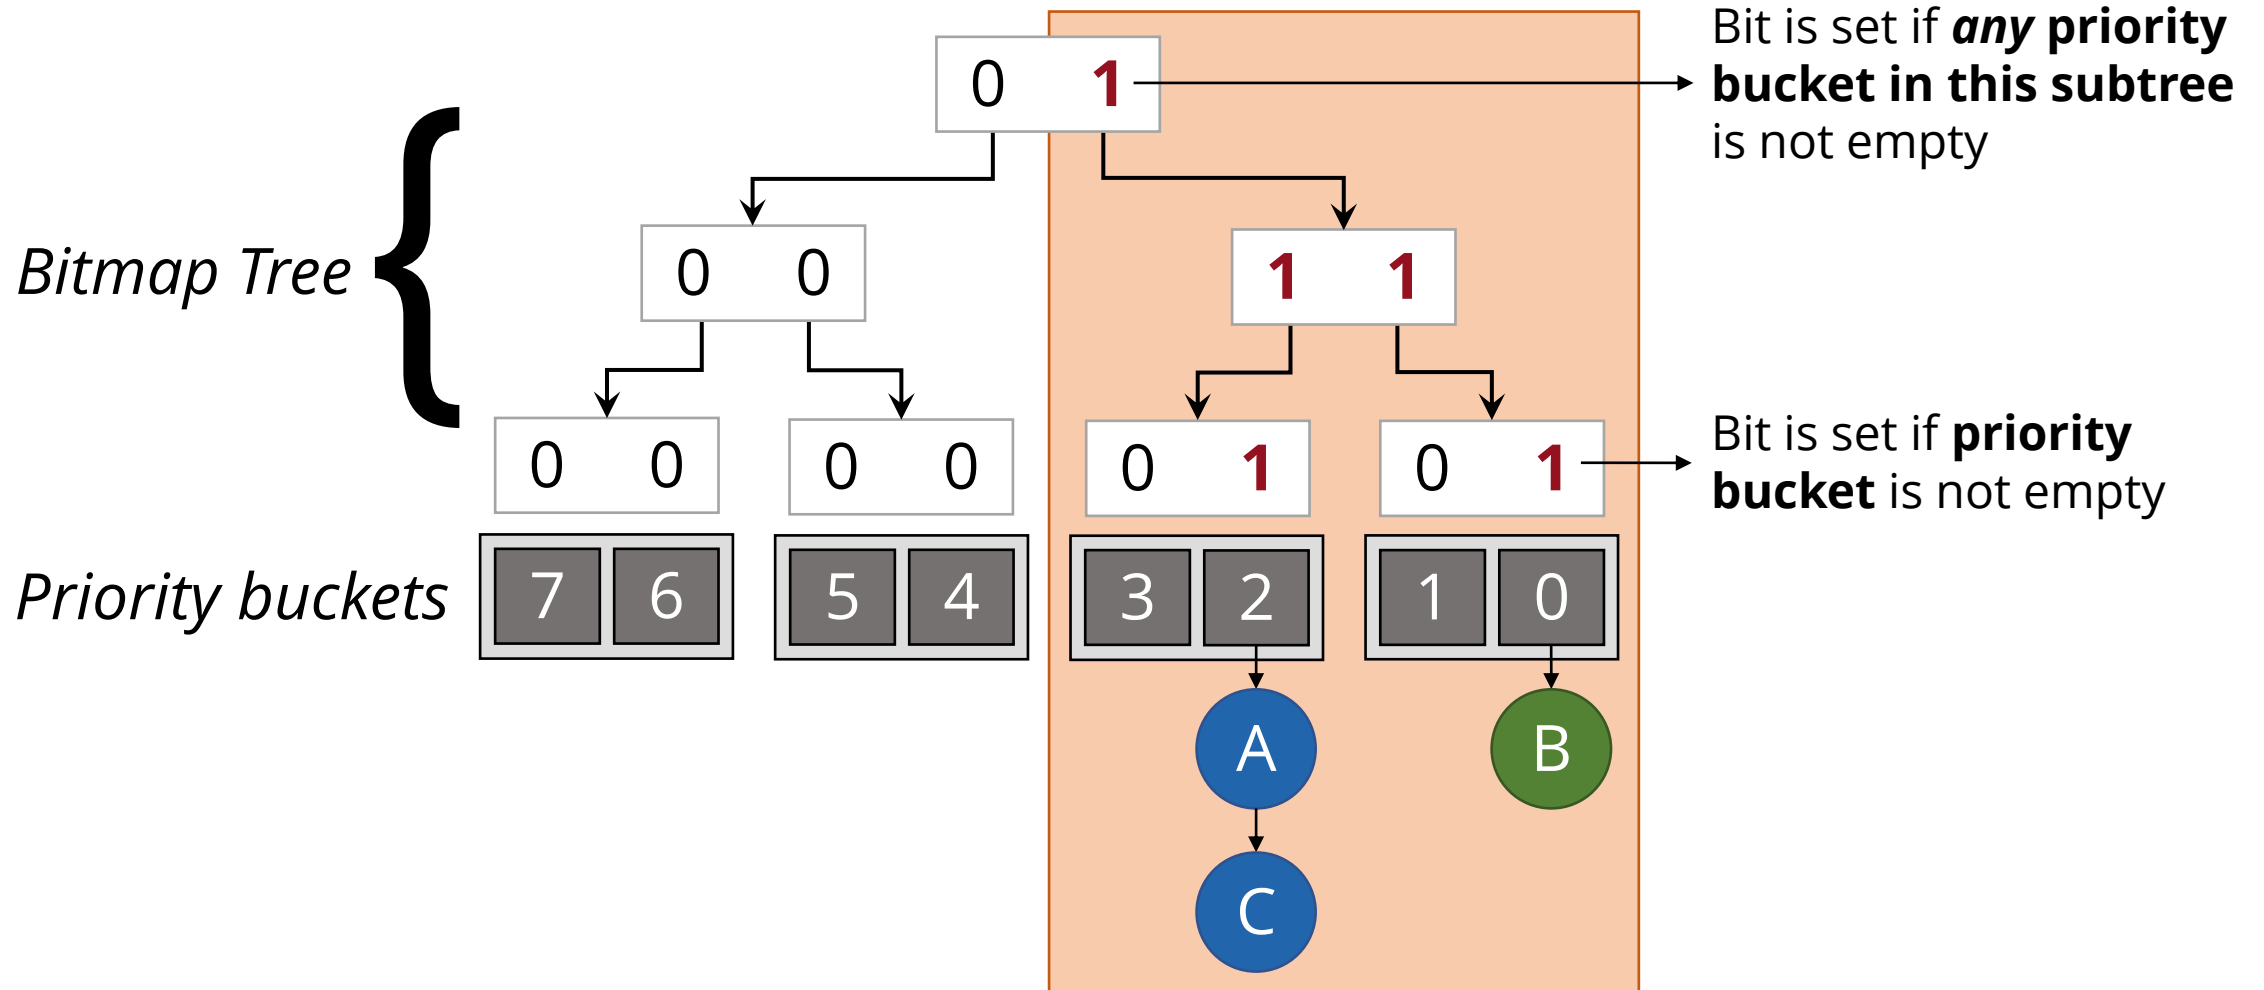 Bit is set if any priority
bucket in this subtree
is not empty
0 1
Bitmap Tree
0 0
1 1
0 0
0 0
0 1
0 1
Bit is set if priority
bucket is not empty
Priority buckets
7 6
5 4
3 2
1 0
A
B
C